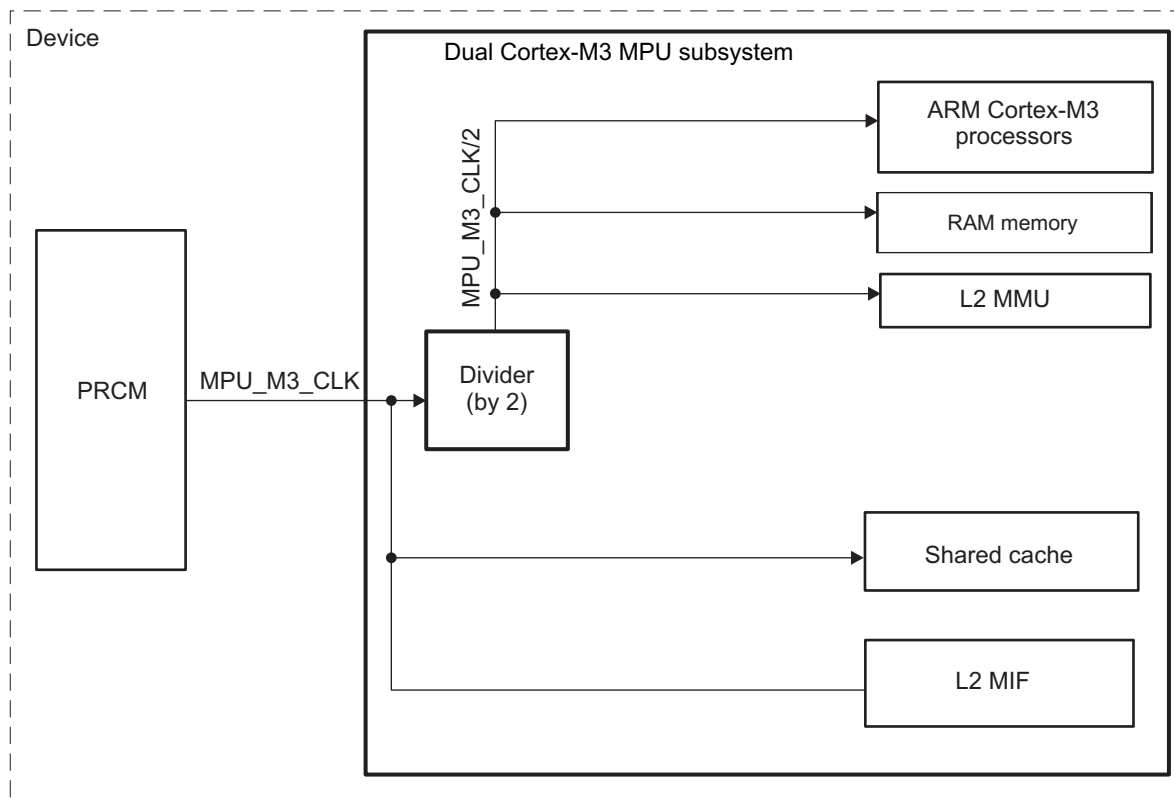 Device
Dual Cortex-M3 MPU subsystem
ARM Cortex-M3
processors
MPU_M3_CLK/2
RAM memory
L2 MMU
PRCM
MPU_M3_CLK
Divider
(by 2)
Shared cache
L2 MIF